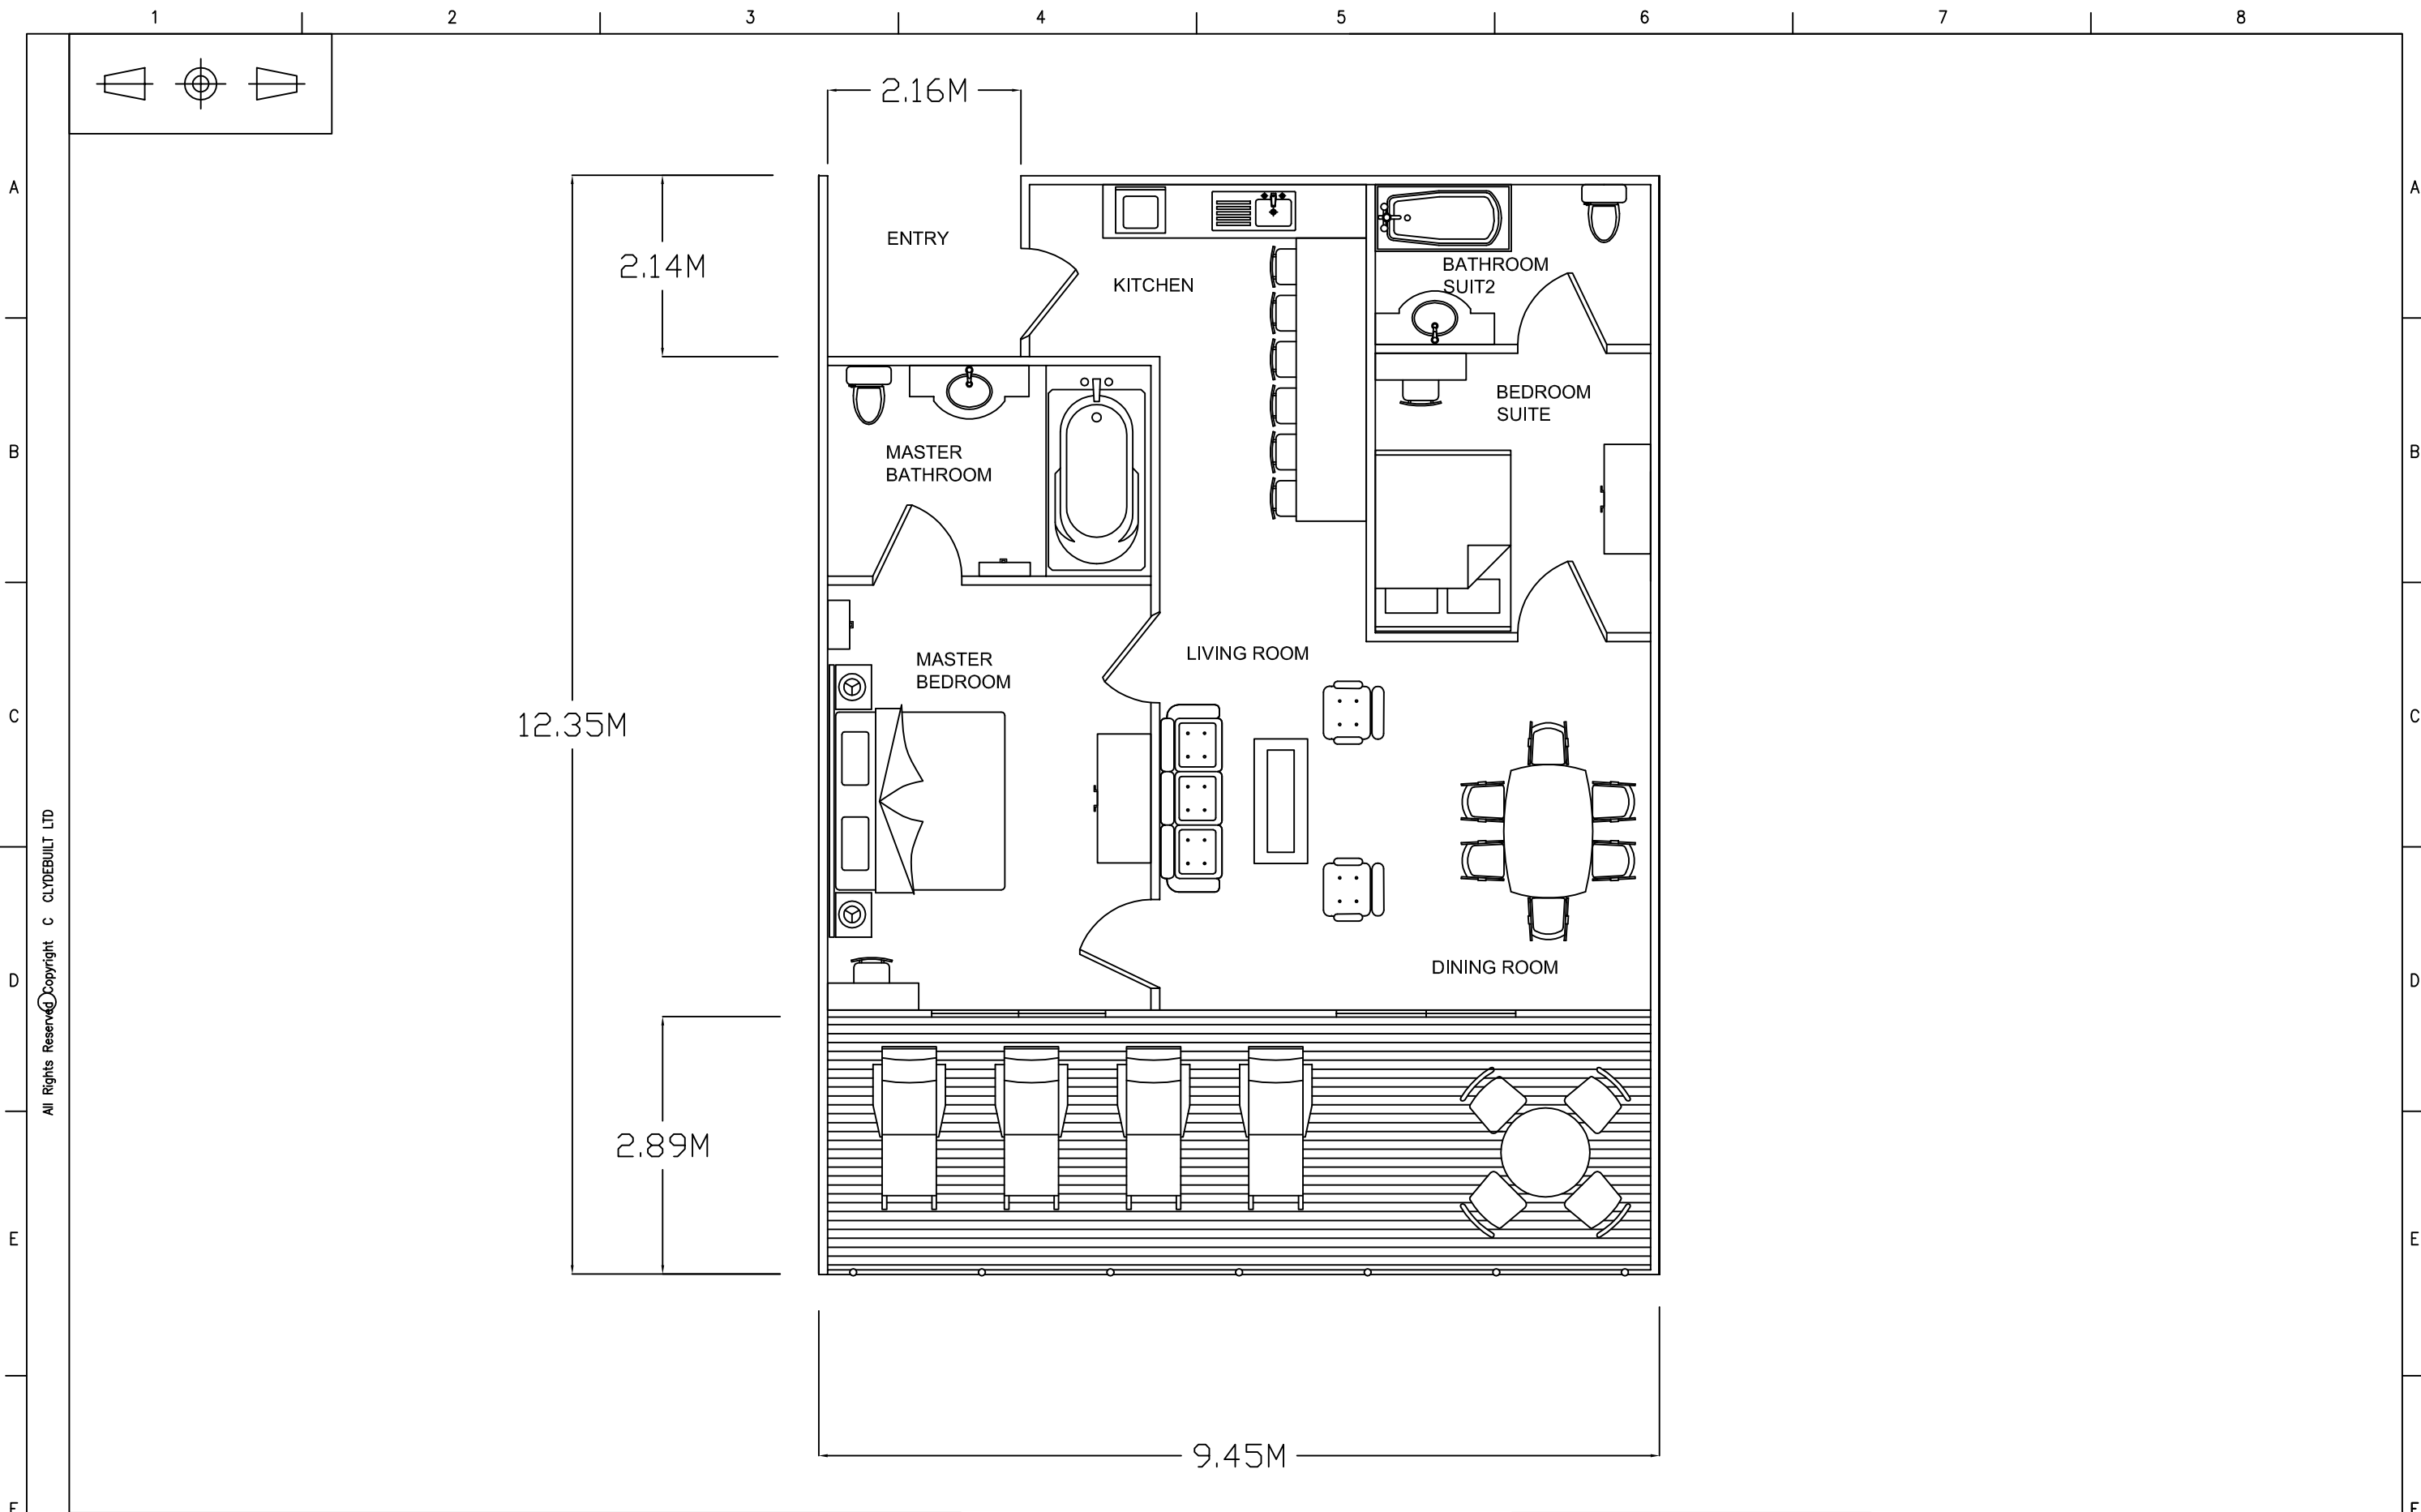 1 2 3 4 5 6 7 8
2.16M
A A
ENTRY
2.14M
BATHROOM
SUIT2
KITCHEN
BEDROOM
SUITE
B B
MASTER
BATHROOM
LIVING ROOM
MASTER
BEDROOM
C C
12.35M
All Rights Reserved Copyright C CLYDEBUILT LTD
DINING ROOM
D D
2.89M
E E
9.45M
F F